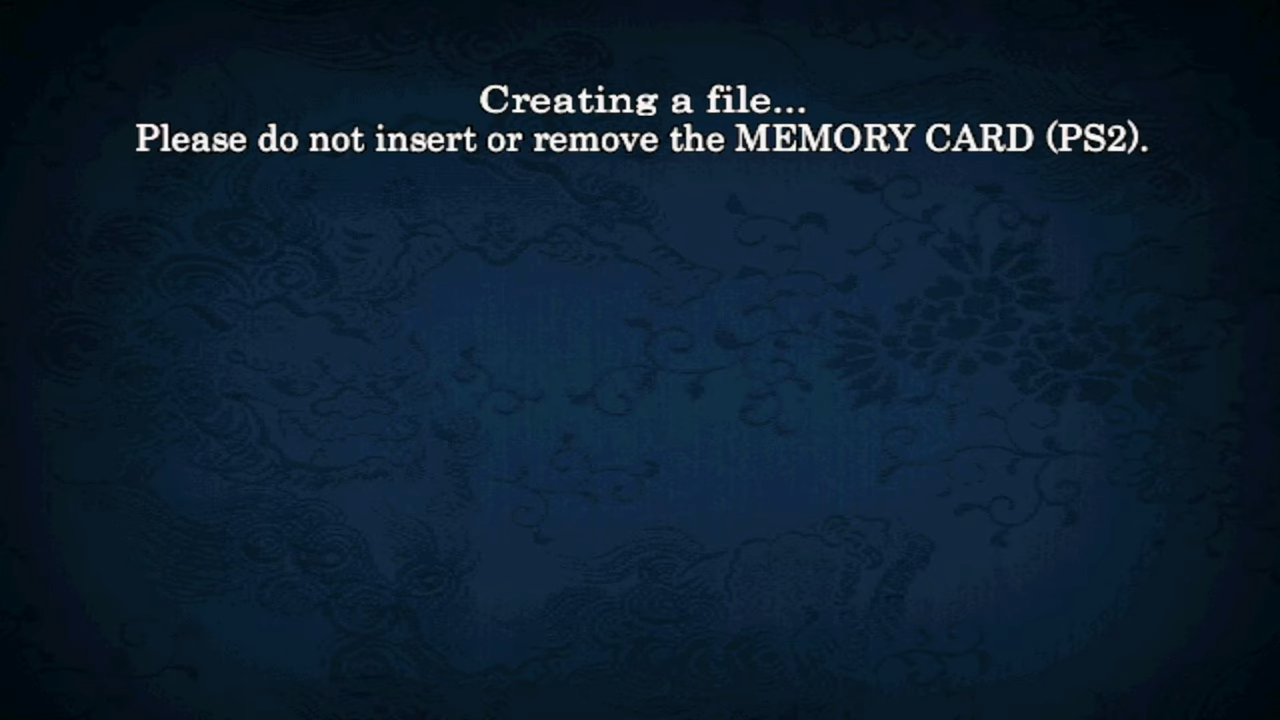 Creating a file...
Please do not insert or remove the MEMORY CARD (PS2).